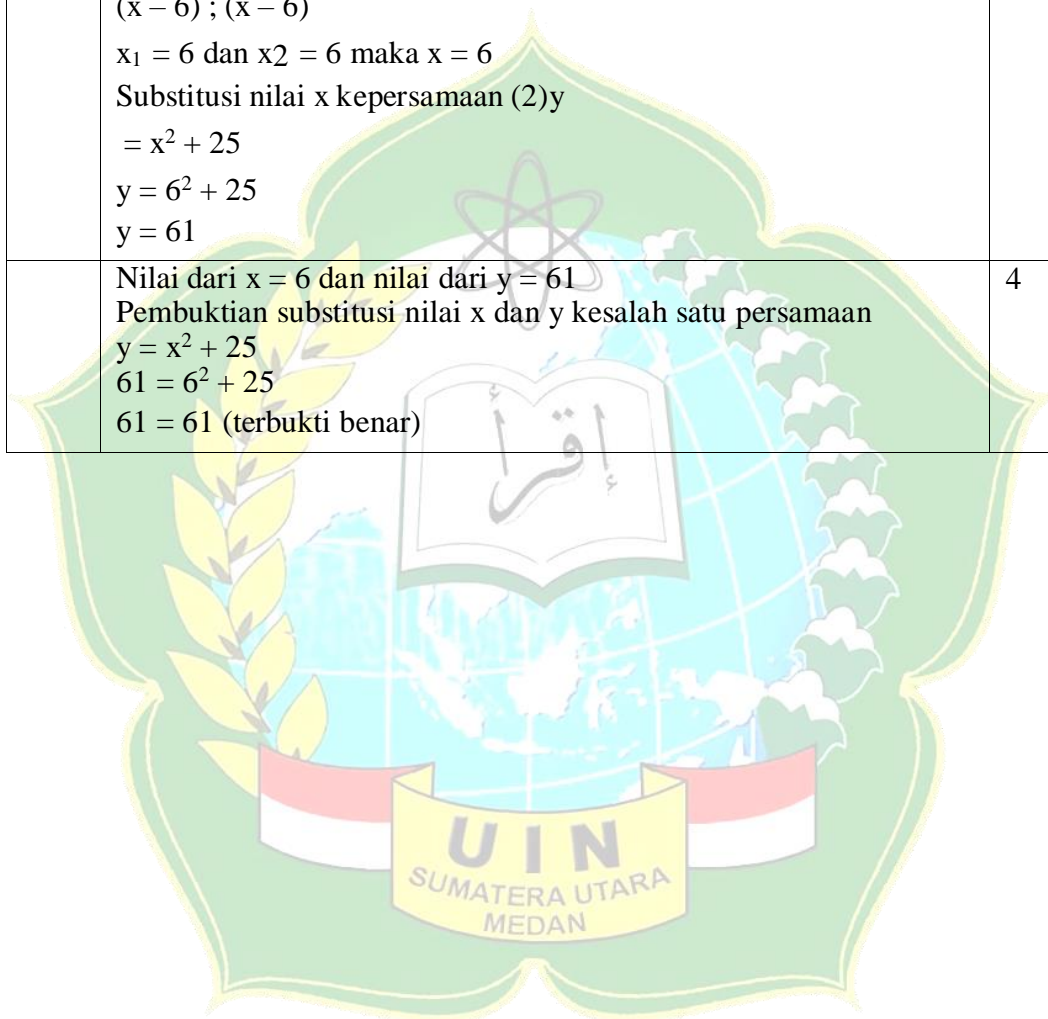 (x – 6) ; (x – 6)
x₁ = 6 dan x2 = 6 maka x = 6
Substitusi nilai x kepersamaan (2)y
= x² + 25
y = 6² + 25
y = 61
Nilai dari x = 6 dan nilai dari y = 61 4
Pembuktian substitusi nilai x dan y kesalah satu persamaan
y = x² + 25
61 = 6² + 25
61 = 61 (terbukti benar)
إقرأ
UIN
SUMATERA UTARA
MEDAN